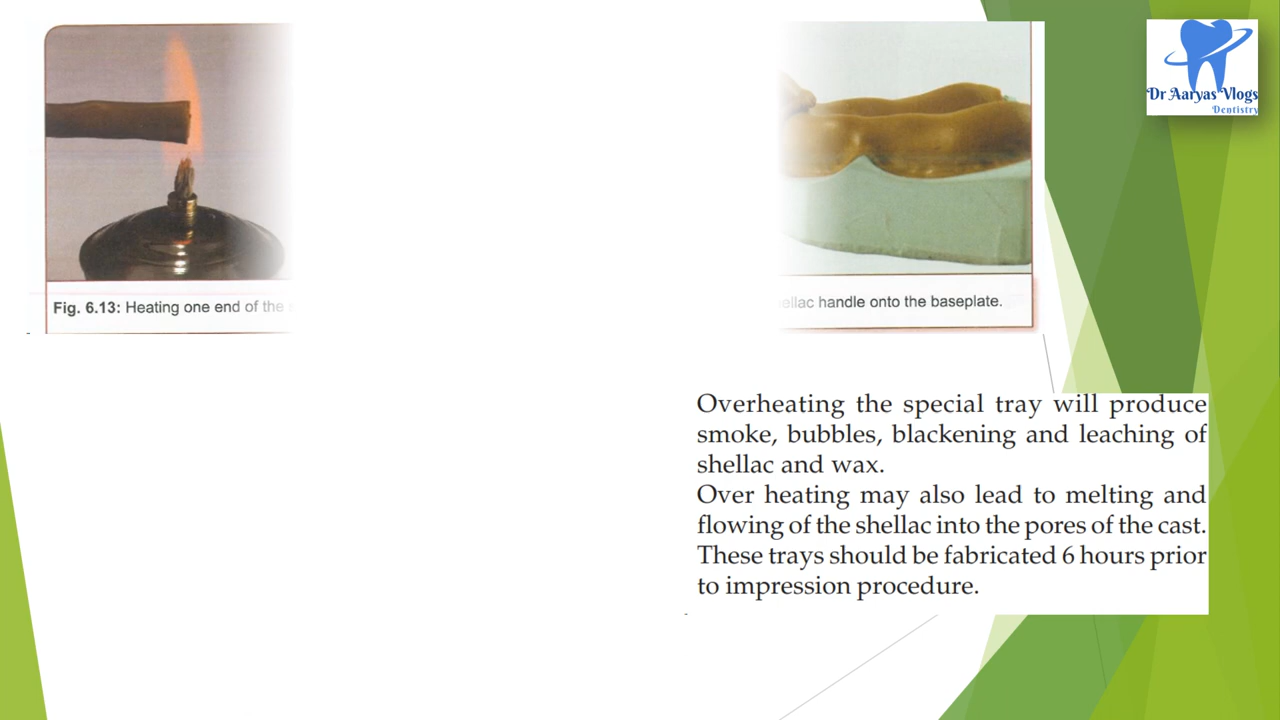 Dr Aaryas Vlogs
Dentistry
Fig. 6.13: Heating one end of the
handle onto the baseplate.
Overheating the special tray will produce
smoke, bubbles, blackening and leaching of
shellac and wax.
Over heating may also lead to melting and
flowing of the shellac into the pores of the cast.
These trays should be fabricated 6 hours prior
to impression procedure.